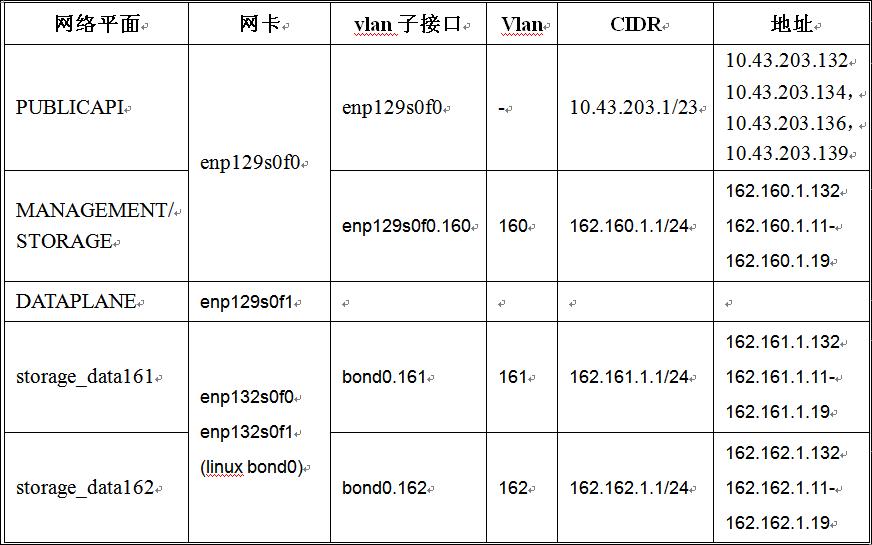 网络平面 网卡 vlan 子接口 Vlan CIDR 地址
PUBLICAPI
enp129s0f0
enp129s0f0
-
10.43.203.1/23
10.43.203.132
10.43.203.134，
10.43.203.136，
10.43.203.139
MANAGEMENT/
STORAGE
enp129s0f0.160
160
162.160.1.1/24
162.160.1.132
162.160.1.11-
162.160.1.19
DATAPLANE
enp129s0f1
storage_data161
enp132s0f0
enp132s0f1
(linux bond0)
bond0.161
161
162.161.1.1/24
162.161.1.132
162.161.1.11-
162.161.1.19
storage_data162
bond0.162
162
162.162.1.1/24
162.162.1.132
162.162.1.11-
162.162.1.19